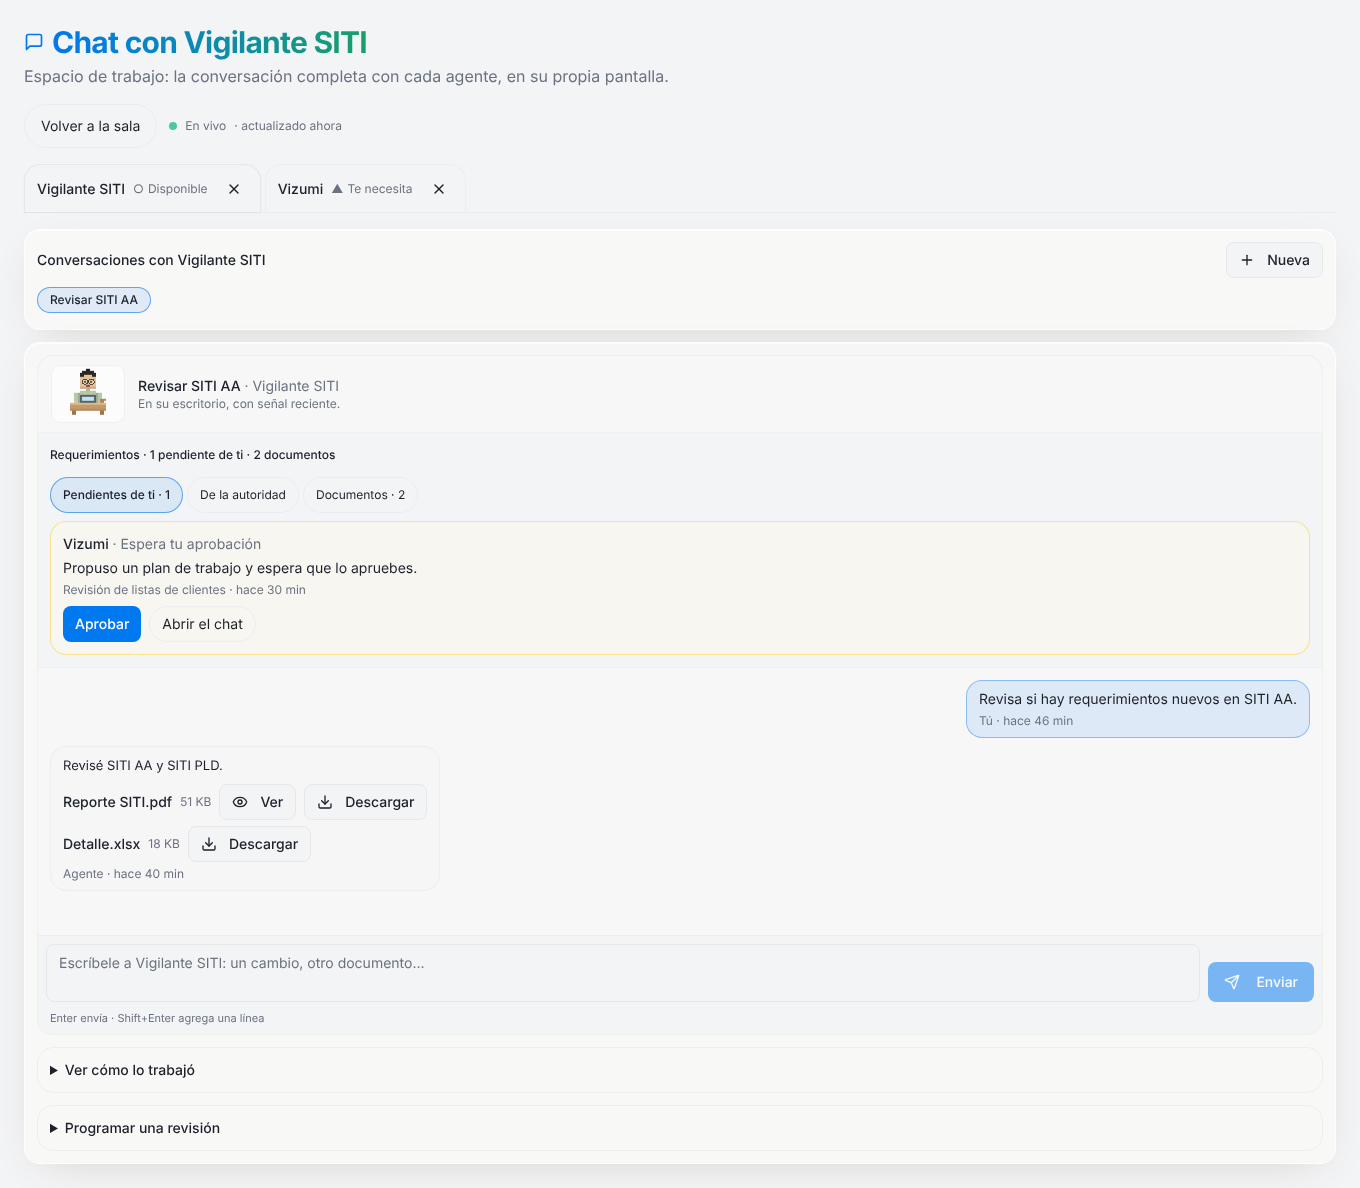 Chat con Vigilante SITI
Espacio de trabajo: la conversación completa con cada agente, en su propia pantalla.
Volver a la sala
En vivo · actualizado ahora
Vigilante SITI Disponible
Vizumi Te necesita
Conversaciones con Vigilante SITI
Nueva
Revisar SITI AA
Revisar SITI AA · Vigilante SITI
En su escritorio, con señal reciente.
Requerimientos · 1 pendiente de ti · 2 documentos
Pendientes de ti · 1
De la autoridad
Documentos · 2
Vizumi · Espera tu aprobación
Propuso un plan de trabajo y espera que lo apruebes.
Revisión de listas de clientes · hace 30 min
Aprobar
Abrir el chat
Revisa si hay requerimientos nuevos en SITI AA.
Tú · hace 46 min
Revisé SITI AA y SITI PLD.
Reporte SITI.pdf 51 KB Ver Descargar
Detalle.xlsx 18 KB Descargar
Agente · hace 40 min
Escríbele a Vigilante SITI: un cambio, otro documento...
Enviar
Enter envía · Shift+Enter agrega una línea
Ver cómo lo trabajó
Programar una revisión